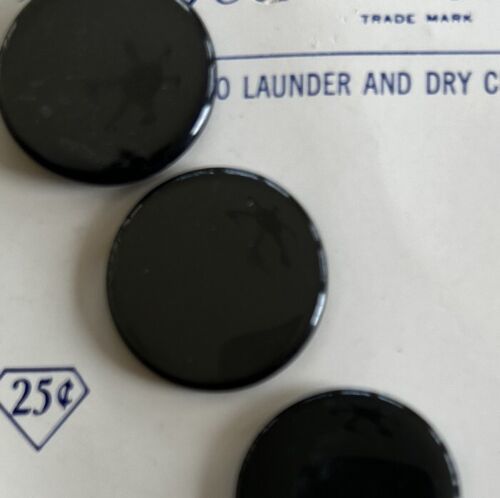 TRADE MARK
O LAUNDER AND DRY C
25¢